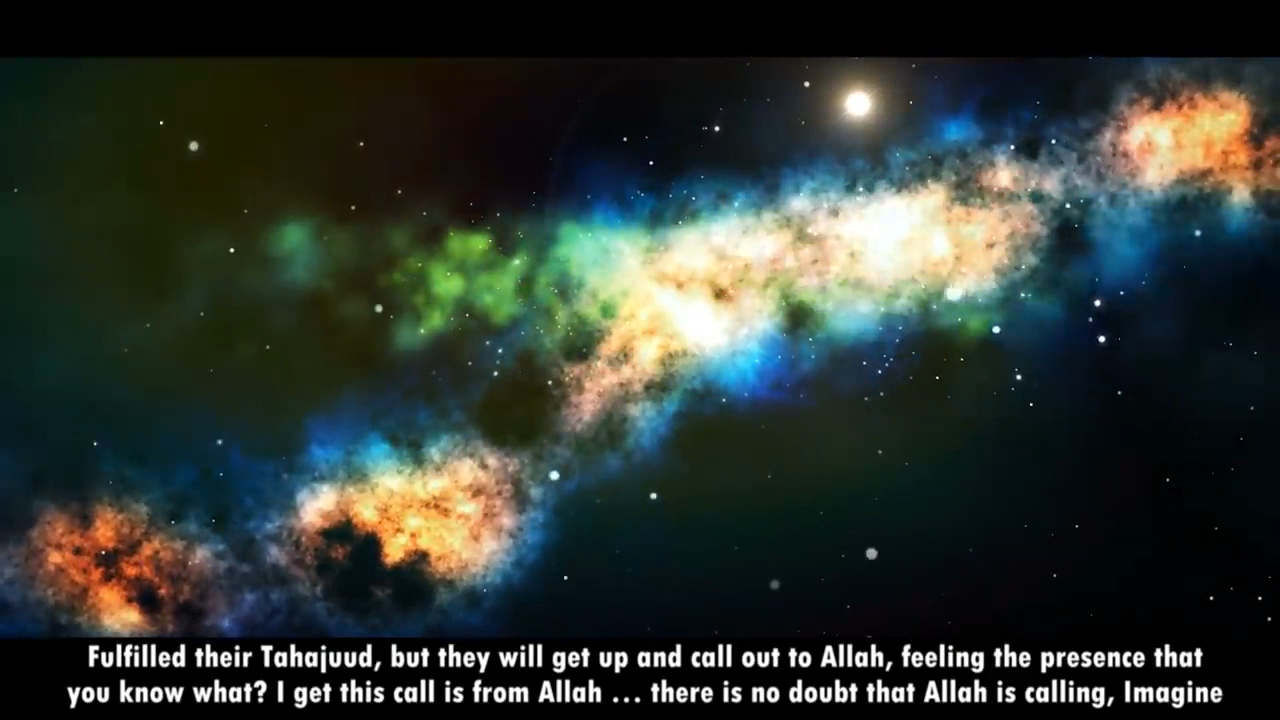 Fulfilled their Tahajuud, but they will get up and call out to Allah, feeling the presence that
you know what? I get this call is from Allah ... there is no doubt that Allah is calling, Imagine